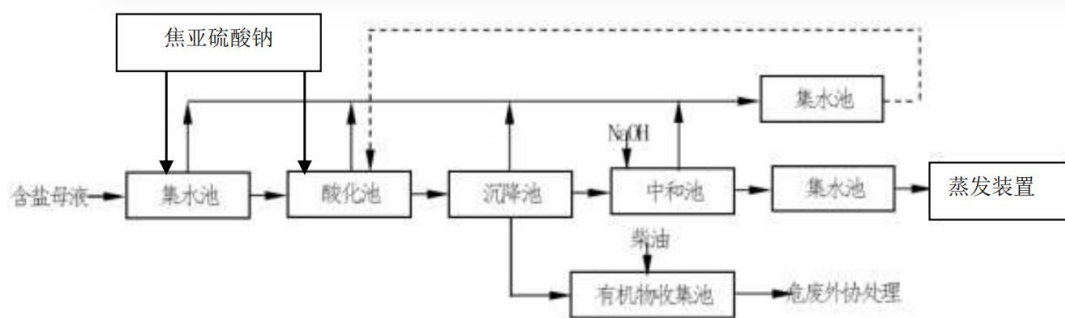 焦亚硫酸钠
集水池
NaOH
含盐母液
集水池
酸化池
沉降池
中和池
集水池
蒸发装置
柴油
有机物收集池
危废外协处理